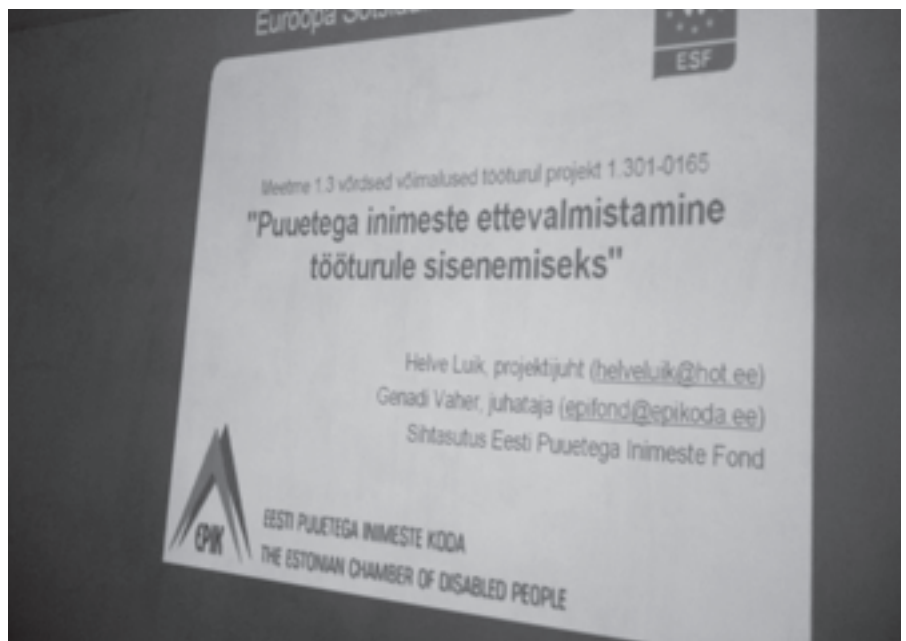 Euroopa
ESF
Meetme 1.3 võrdsed võimalused tööturul projekt 1.301-0165
"Puuetega inimeste ettevalmistamine
tööturule sisenemiseks"
Helve Luik, projektijuht (helveluik@hot.ee)
Genadi Vaher, juhataja (epifond@epikoda.ee)
Sihtasutus Eesti Puuetega Inimeste Fond
EPIK
EESTI PUUETEGA INIMESTE KODA
THE ESTONIAN CHAMBER OF DISABLED PEOPLE